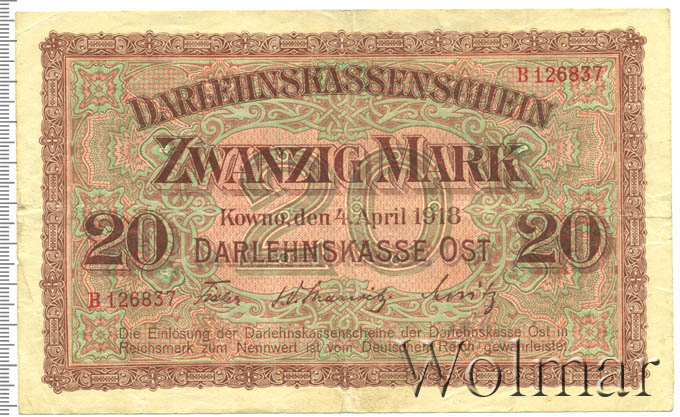 B 126837
DARLEHNSKASSENSCHEIN
ZWANZIG MARK
20 20 20
Kowno, den 4. April 1918
DARLEHNSKASSE OST
B 126837
Die Einlösung der Darlehnskassenscheine der Darlehnskasse Ost in
Reichsmark zum Nennwert ist vom Deutschen Reich gewährleistet
Wolmar